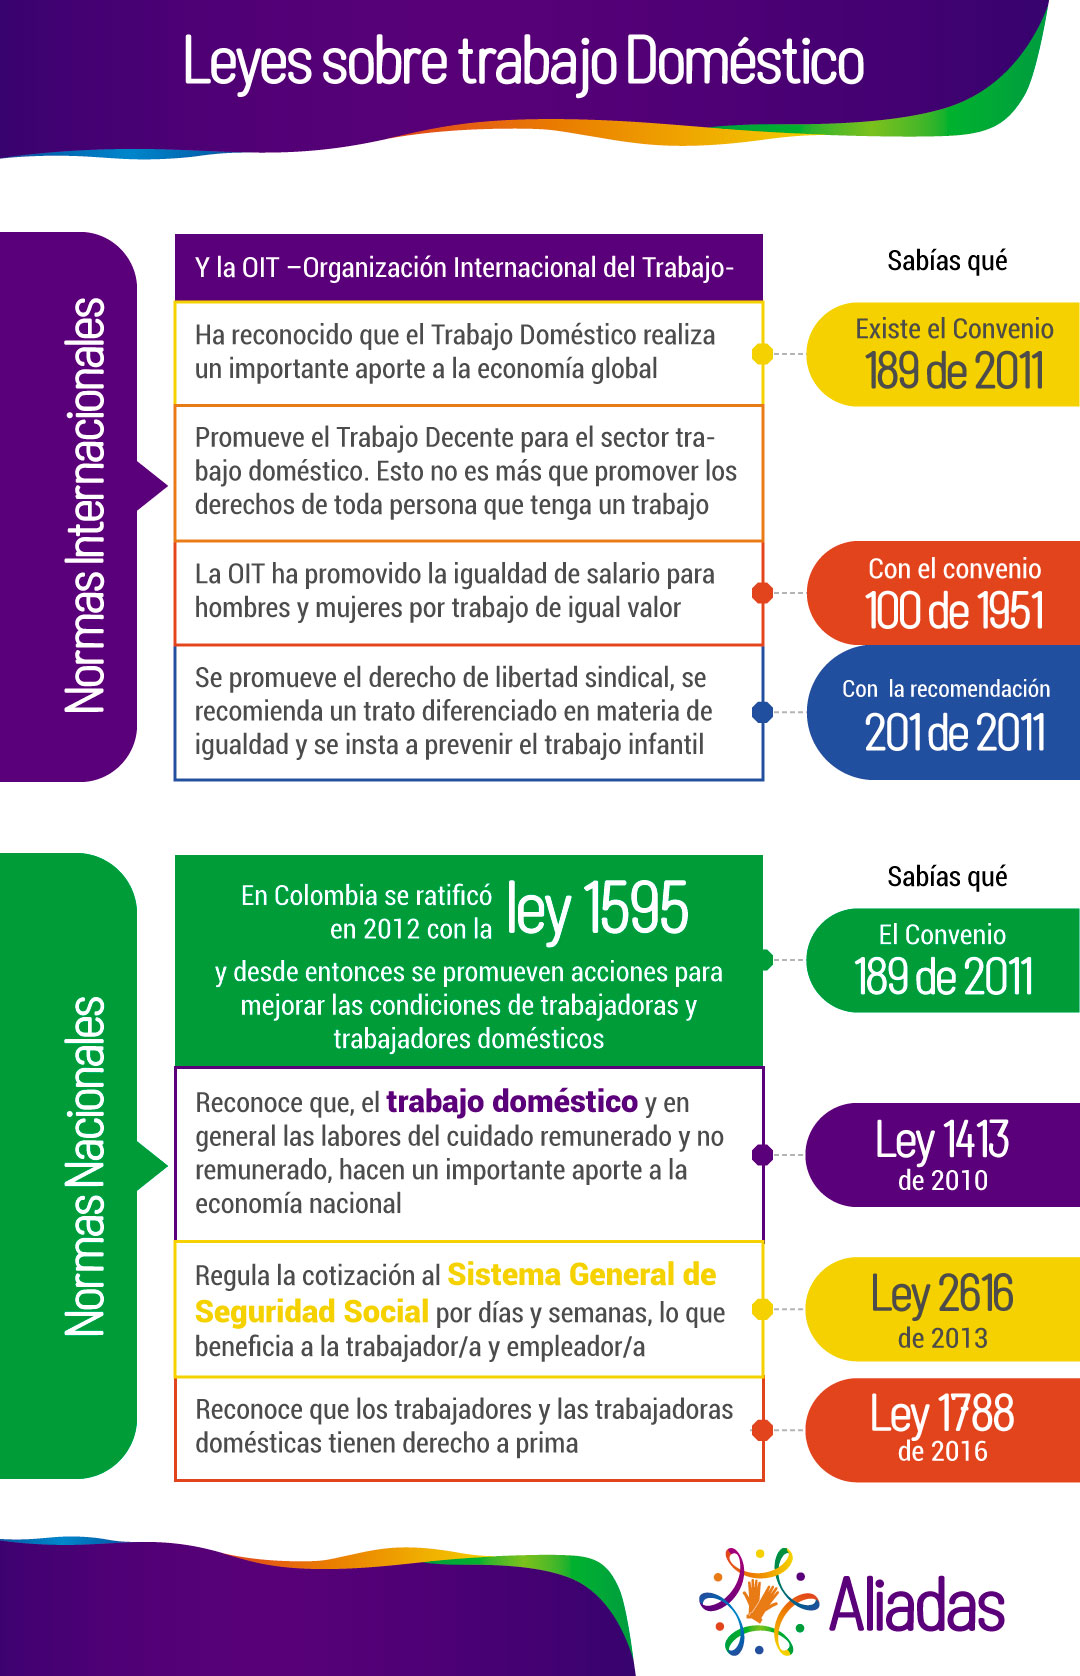 Leyes sobre trabajo Doméstico
Normas Internacionales
Y la OIT –Organización Internacional del Trabajo-
Sabías qué
Ha reconocido que el Trabajo Doméstico realiza
un importante aporte a la economía global
Existe el Convenio
189 de 2011
Promueve el Trabajo Decente para el sector tra-
bajo doméstico. Esto no es más que promover los
derechos de toda persona que tenga un trabajo
La OIT ha promovido la igualdad de salario para
hombres y mujeres por trabajo de igual valor
Con el convenio
100 de 1951
Se promueve el derecho de libertad sindical, se
recomienda un trato diferenciado en materia de
igualdad y se insta a prevenir el trabajo infantil
Con la recomendación
201 de 2011
Normas Nacionales
En Colombia se ratificó
en 2012 con la
ley 1595
y desde entonces se promueven acciones para
mejorar las condiciones de trabajadoras y
trabajadores domésticos
Sabías qué
El Convenio
189 de 2011
Reconoce que, el trabajo doméstico y en
general las labores del cuidado remunerado y no
remunerado, hacen un importante aporte a la
economía nacional
Ley 1413
de 2010
Regula la cotización al Sistema General de
Seguridad Social por días y semanas, lo que
beneficia a la trabajador/a y empleador/a
Ley 2616
de 2013
Reconoce que los trabajadores y las trabajadoras
domésticas tienen derecho a prima
Ley 1788
de 2016
Aliadas